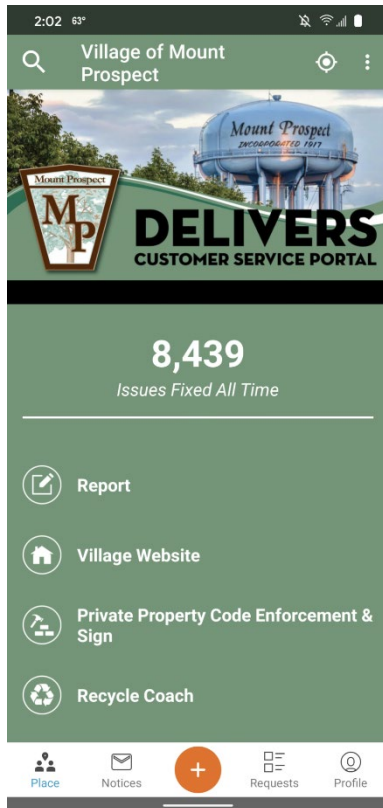 2:02 63°
Village of Mount
Prospect
Mount Prospect
INCORPORATED 1917
Mount Prospect
MP
DELIVERS
CUSTOMER SERVICE PORTAL
8,439
Issues Fixed All Time
Report
Village Website
Private Property Code Enforcement &
Sign
Recycle Coach
Place Notices + Requests Profile